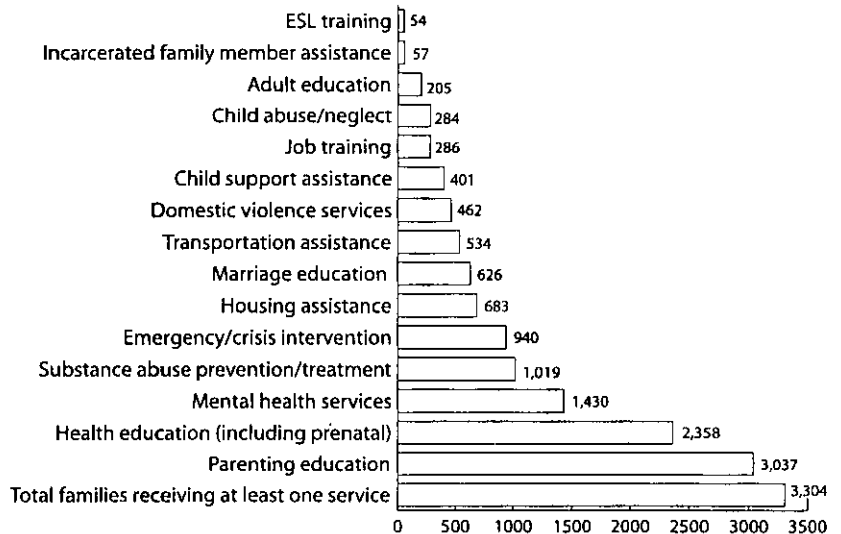 ESL training 54
Incarcerated family member assistance 57
Adult education 205
Child abuse/neglect 284
Job training 286
Child support assistance 401
Domestic violence services 462
Transportation assistance 534
Marriage education 626
Housing assistance 683
Emergency/crisis intervention 940
Substance abuse prevention/treatment 1,019
Mental health services 1,430
Health education (including prenatal) 2,358
Parenting education 3,037
Total families receiving at least one service 3,304
0 500 1000 1500 2000 2500 3000 3500